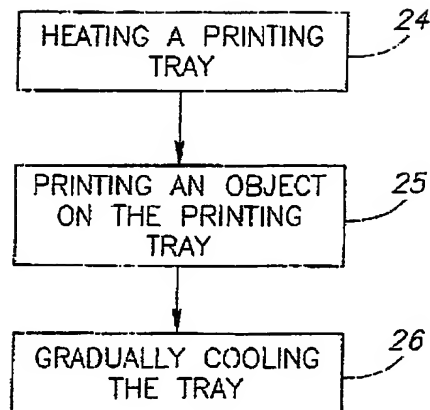 HEATING A PRINTING
TRAY
24
PRINTING AN OBJECT
ON THE PRINTING
TRAY
25
GRADUALLY COOLING
THE TRAY
26